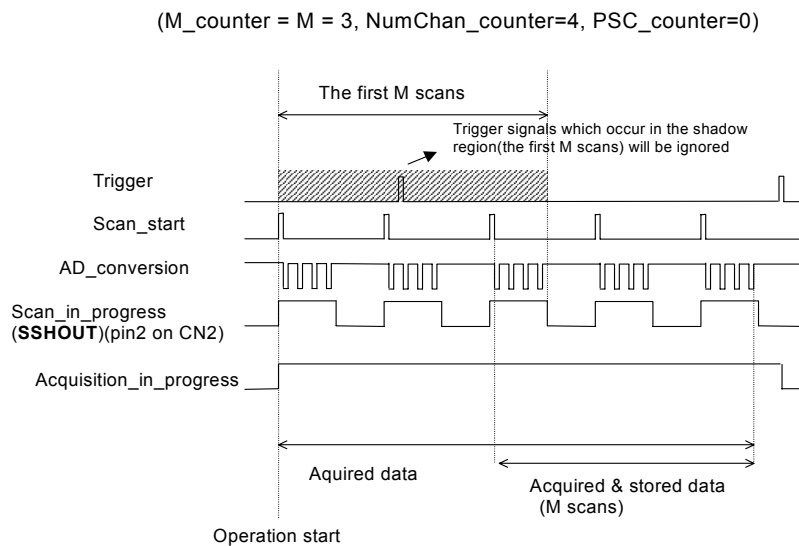 (M_counter = M = 3, NumChan_counter=4, PSC_counter=0)
The first M scans
Trigger signals which occur in the shadow
region(the first M scans) will be ignored
Trigger
Scan_start
AD_conversion
Scan_in_progress
(SSHOUT)(pin2 on CN2)
Acquisition_in_progress
Aquired data
Acquired & stored data
(M scans)
Operation start